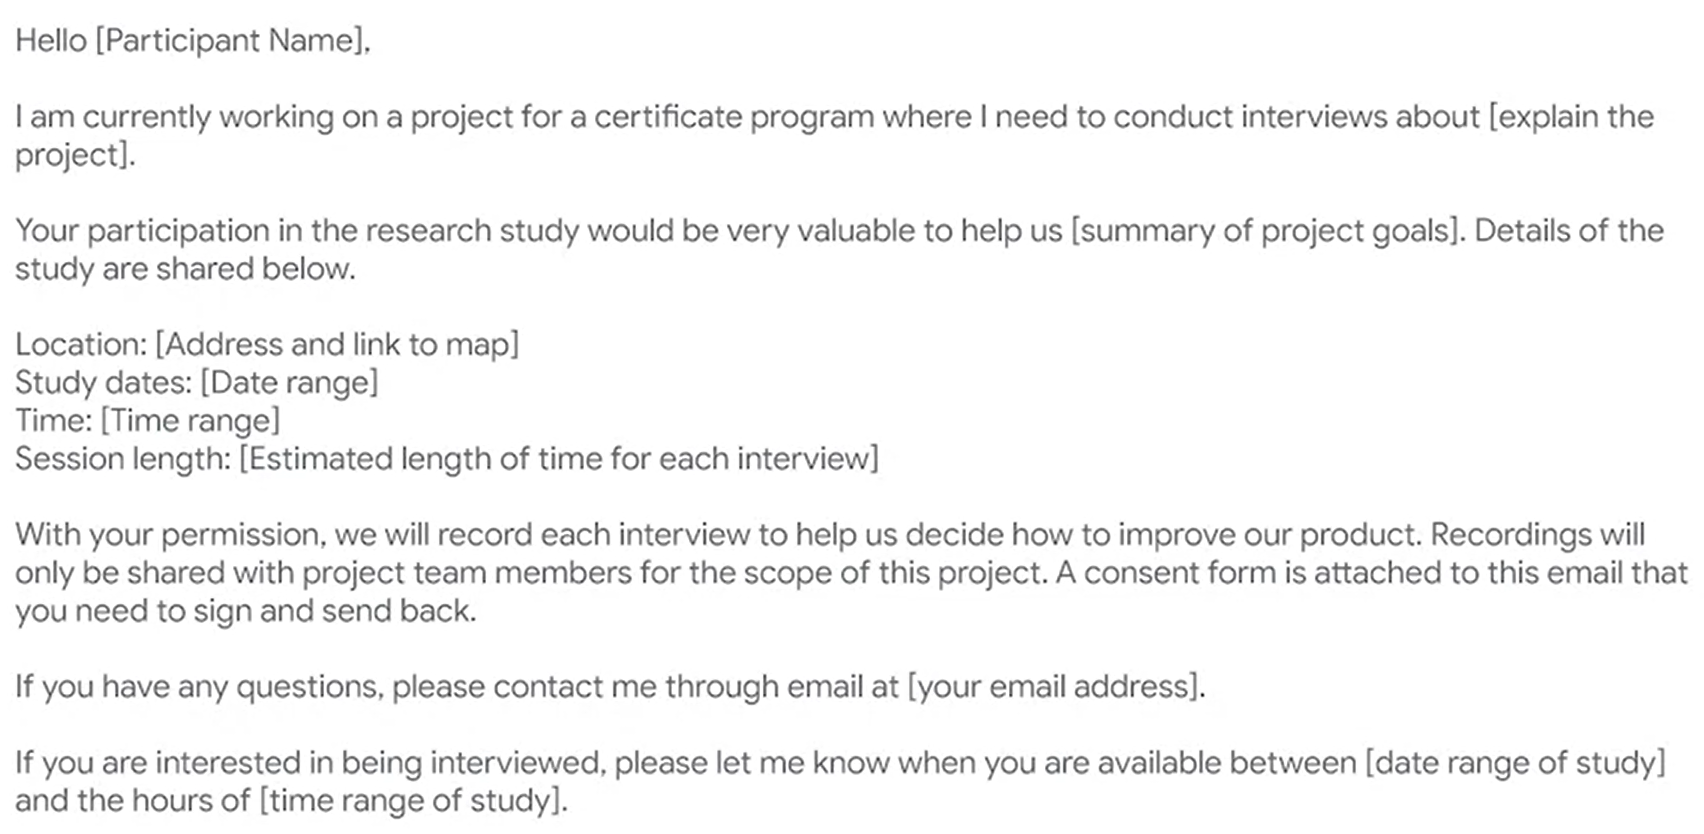 Hello [Participant Name],
I am currently working on a project for a certificate program where I need to conduct interviews about [explain the
project].
Your participation in the research study would be very valuable to help us [summary of project goals]. Details of the
study are shared below.
Location: [Address and link to map]
Study dates: [Date range]
Time: [Time range]
Session length: [Estimated length of time for each interview]
With your permission, we will record each interview to help us decide how to improve our product. Recordings will
only be shared with project team members for the scope of this project. A consent form is attached to this email that
you need to sign and send back.
If you have any questions, please contact me through email at [your email address].
If you are interested in being interviewed, please let me know when you are available between [date range of study]
and the hours of [time range of study].